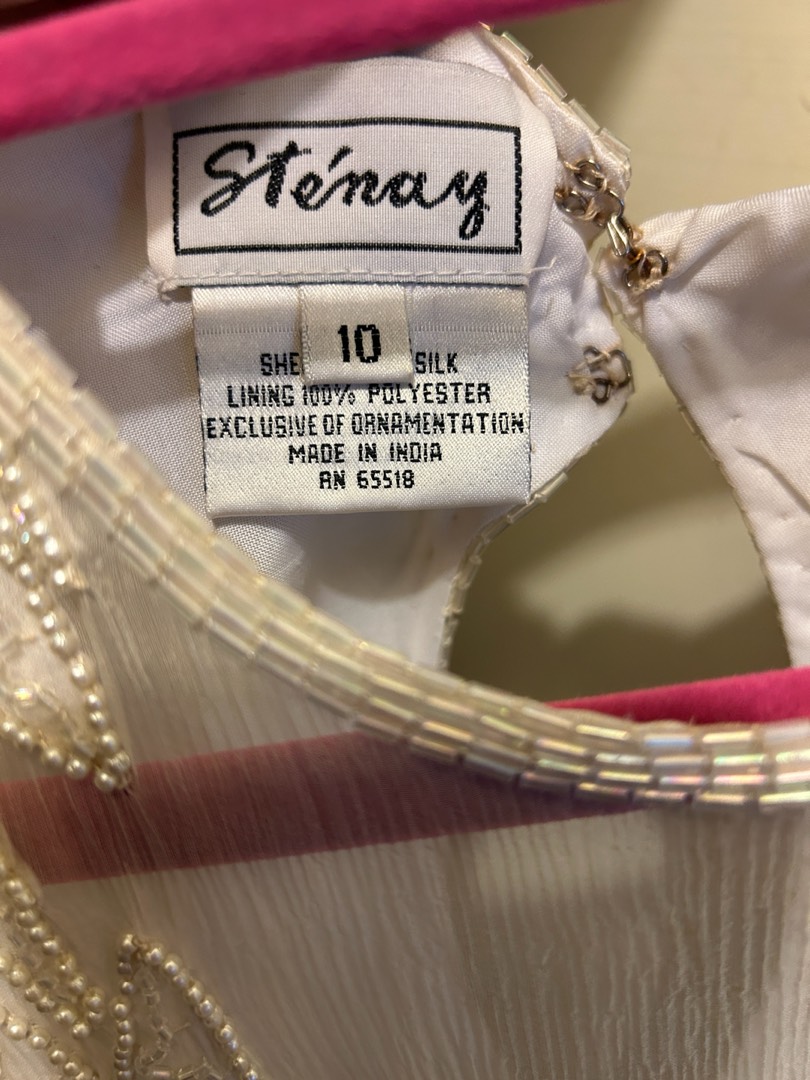 Sténay
10
SHE SILK
LINING 100% POLYESTER
EXCLUSIVE OF ORNAMENTATION
MADE IN INDIA
RN 65518